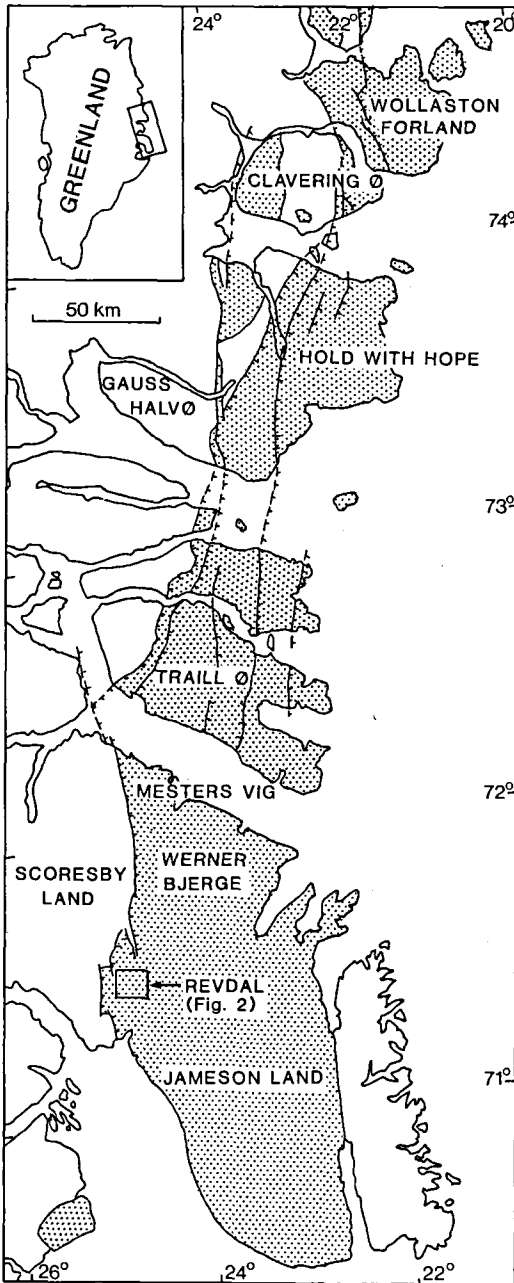 24°
22°
20°
GREENLAND
WOLLASTON
FORLAND
CLAVERING Ø
74°
50 km
HOLD WITH HOPE
GAUSS
HALVØ
73°
TRAILL Ø
MESTERS VIG
72°
WERNER
BJERGE
SCORESBY
LAND
REVDAL
(Fig. 2)
JAMESON LAND
71°
26°
24°
22°